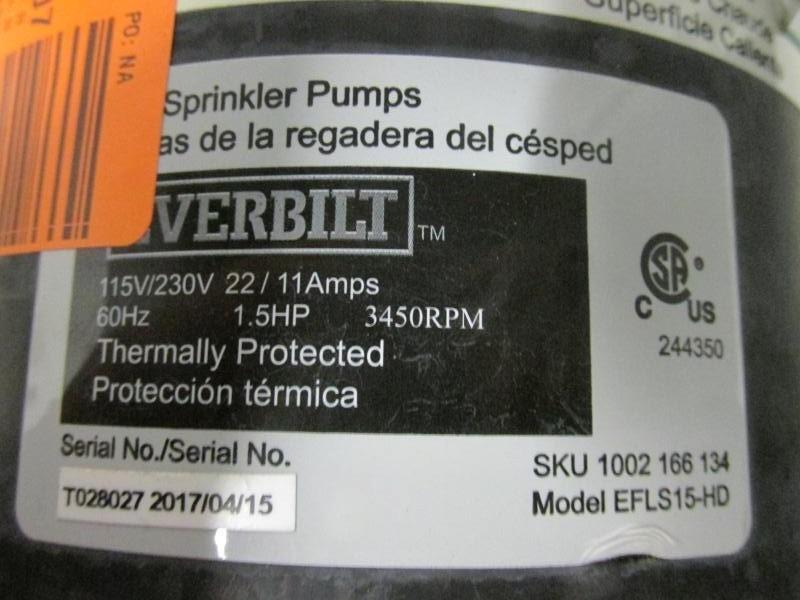 PO: NA
Superficie
Sprinkler Pumps
as de la regadera del césped
VERBILT TM
115V/230V 22 / 11Amps
60Hz 1.5HP 3450RPM
Thermally Protected
Protección térmica
SA
C US
244350
Serial No./Serial No.
T028027 2017/04/15
SKU 1002 166 134
Model EFLS15-HD